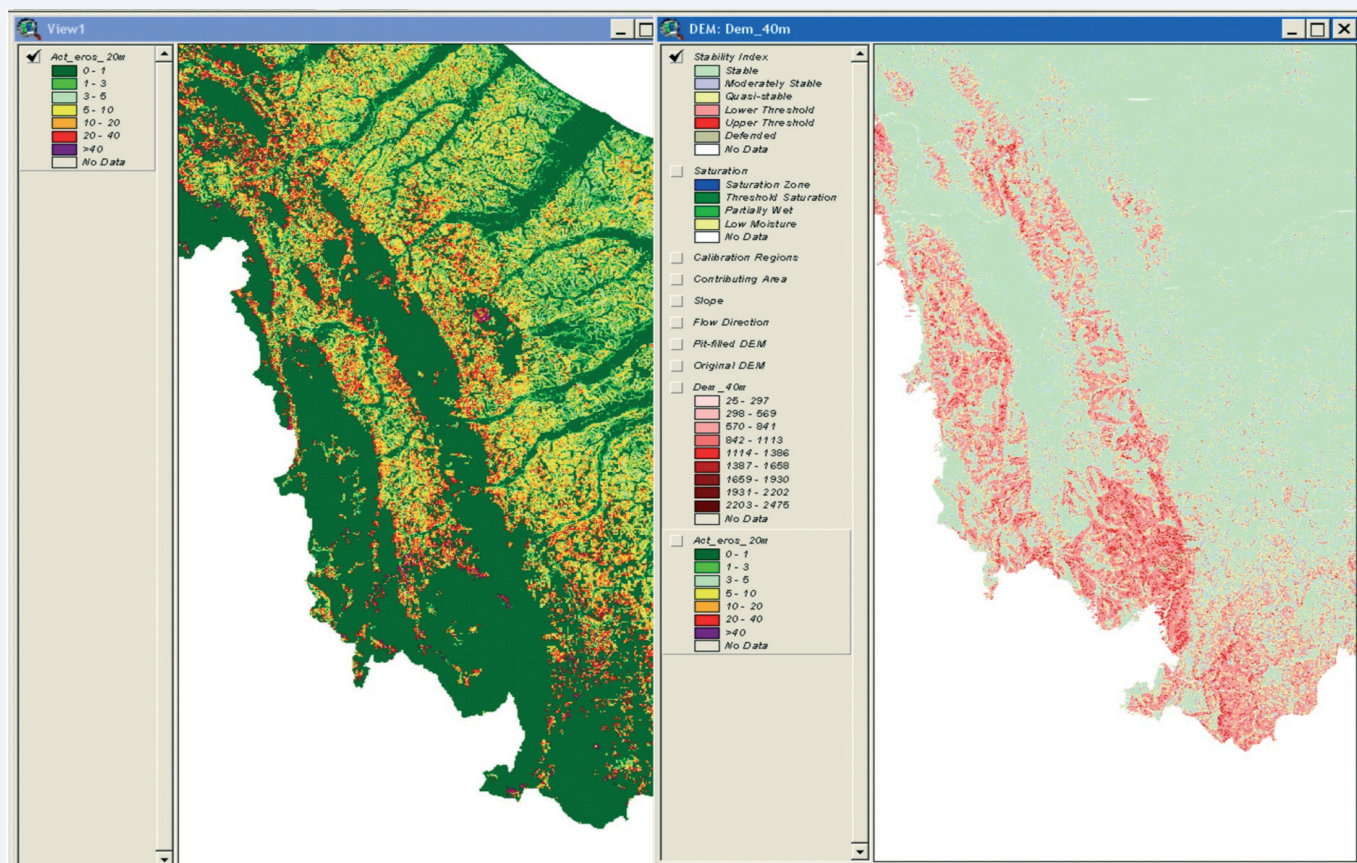 View1
Act_eros_20m
0 - 1
1 - 3
3 - 5
5 - 10
10 - 20
20 - 40
>40
No Data
DEM: Dem_40m
Stability Index
Stable
Moderately Stable
Quasi-stable
Lower Threshold
Upper Threshold
Defended
No Data
Saturation
Saturation Zone
Threshold Saturation
Partially Wet
Low Moisture
No Data
Calibration Regions
Contributing Area
Slope
Flow Direction
Pit-filled DEM
Original DEM
Dem_40m
25 - 297
298 - 569
570 - 841
842 - 1113
1114 - 1386
1387 - 1658
1659 - 1930
1931 - 2202
2203 - 2475
No Data
Act_eros_20m
0 - 1
1 - 3
3 - 5
5 - 10
10 - 20
20 - 40
>40
No Data